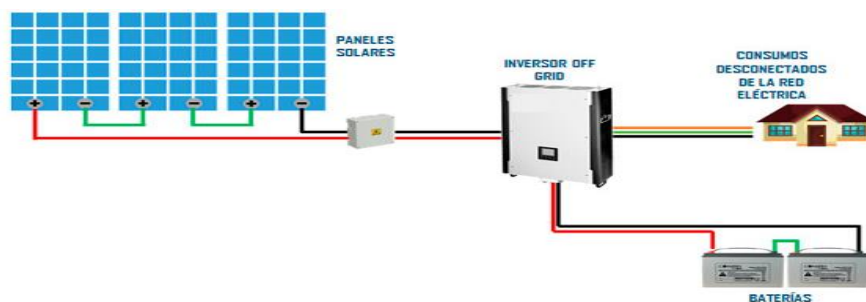 PANELES
SOLARES
INVERSOR OFF
GRID
CONSUMOS
DESCONECTADOS
DE LA RED
ELÉCTRICA
+ − + − + −
BATERÍAS